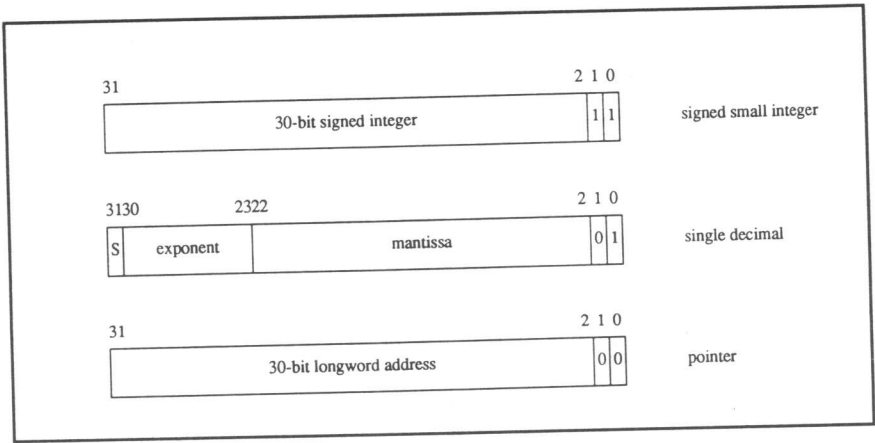 31 2 1 0
30-bit signed integer 1 1 signed small integer
3130 2322 2 1 0
S exponent mantissa 0 1 single decimal
31 2 1 0
30-bit longword address 0 0 pointer